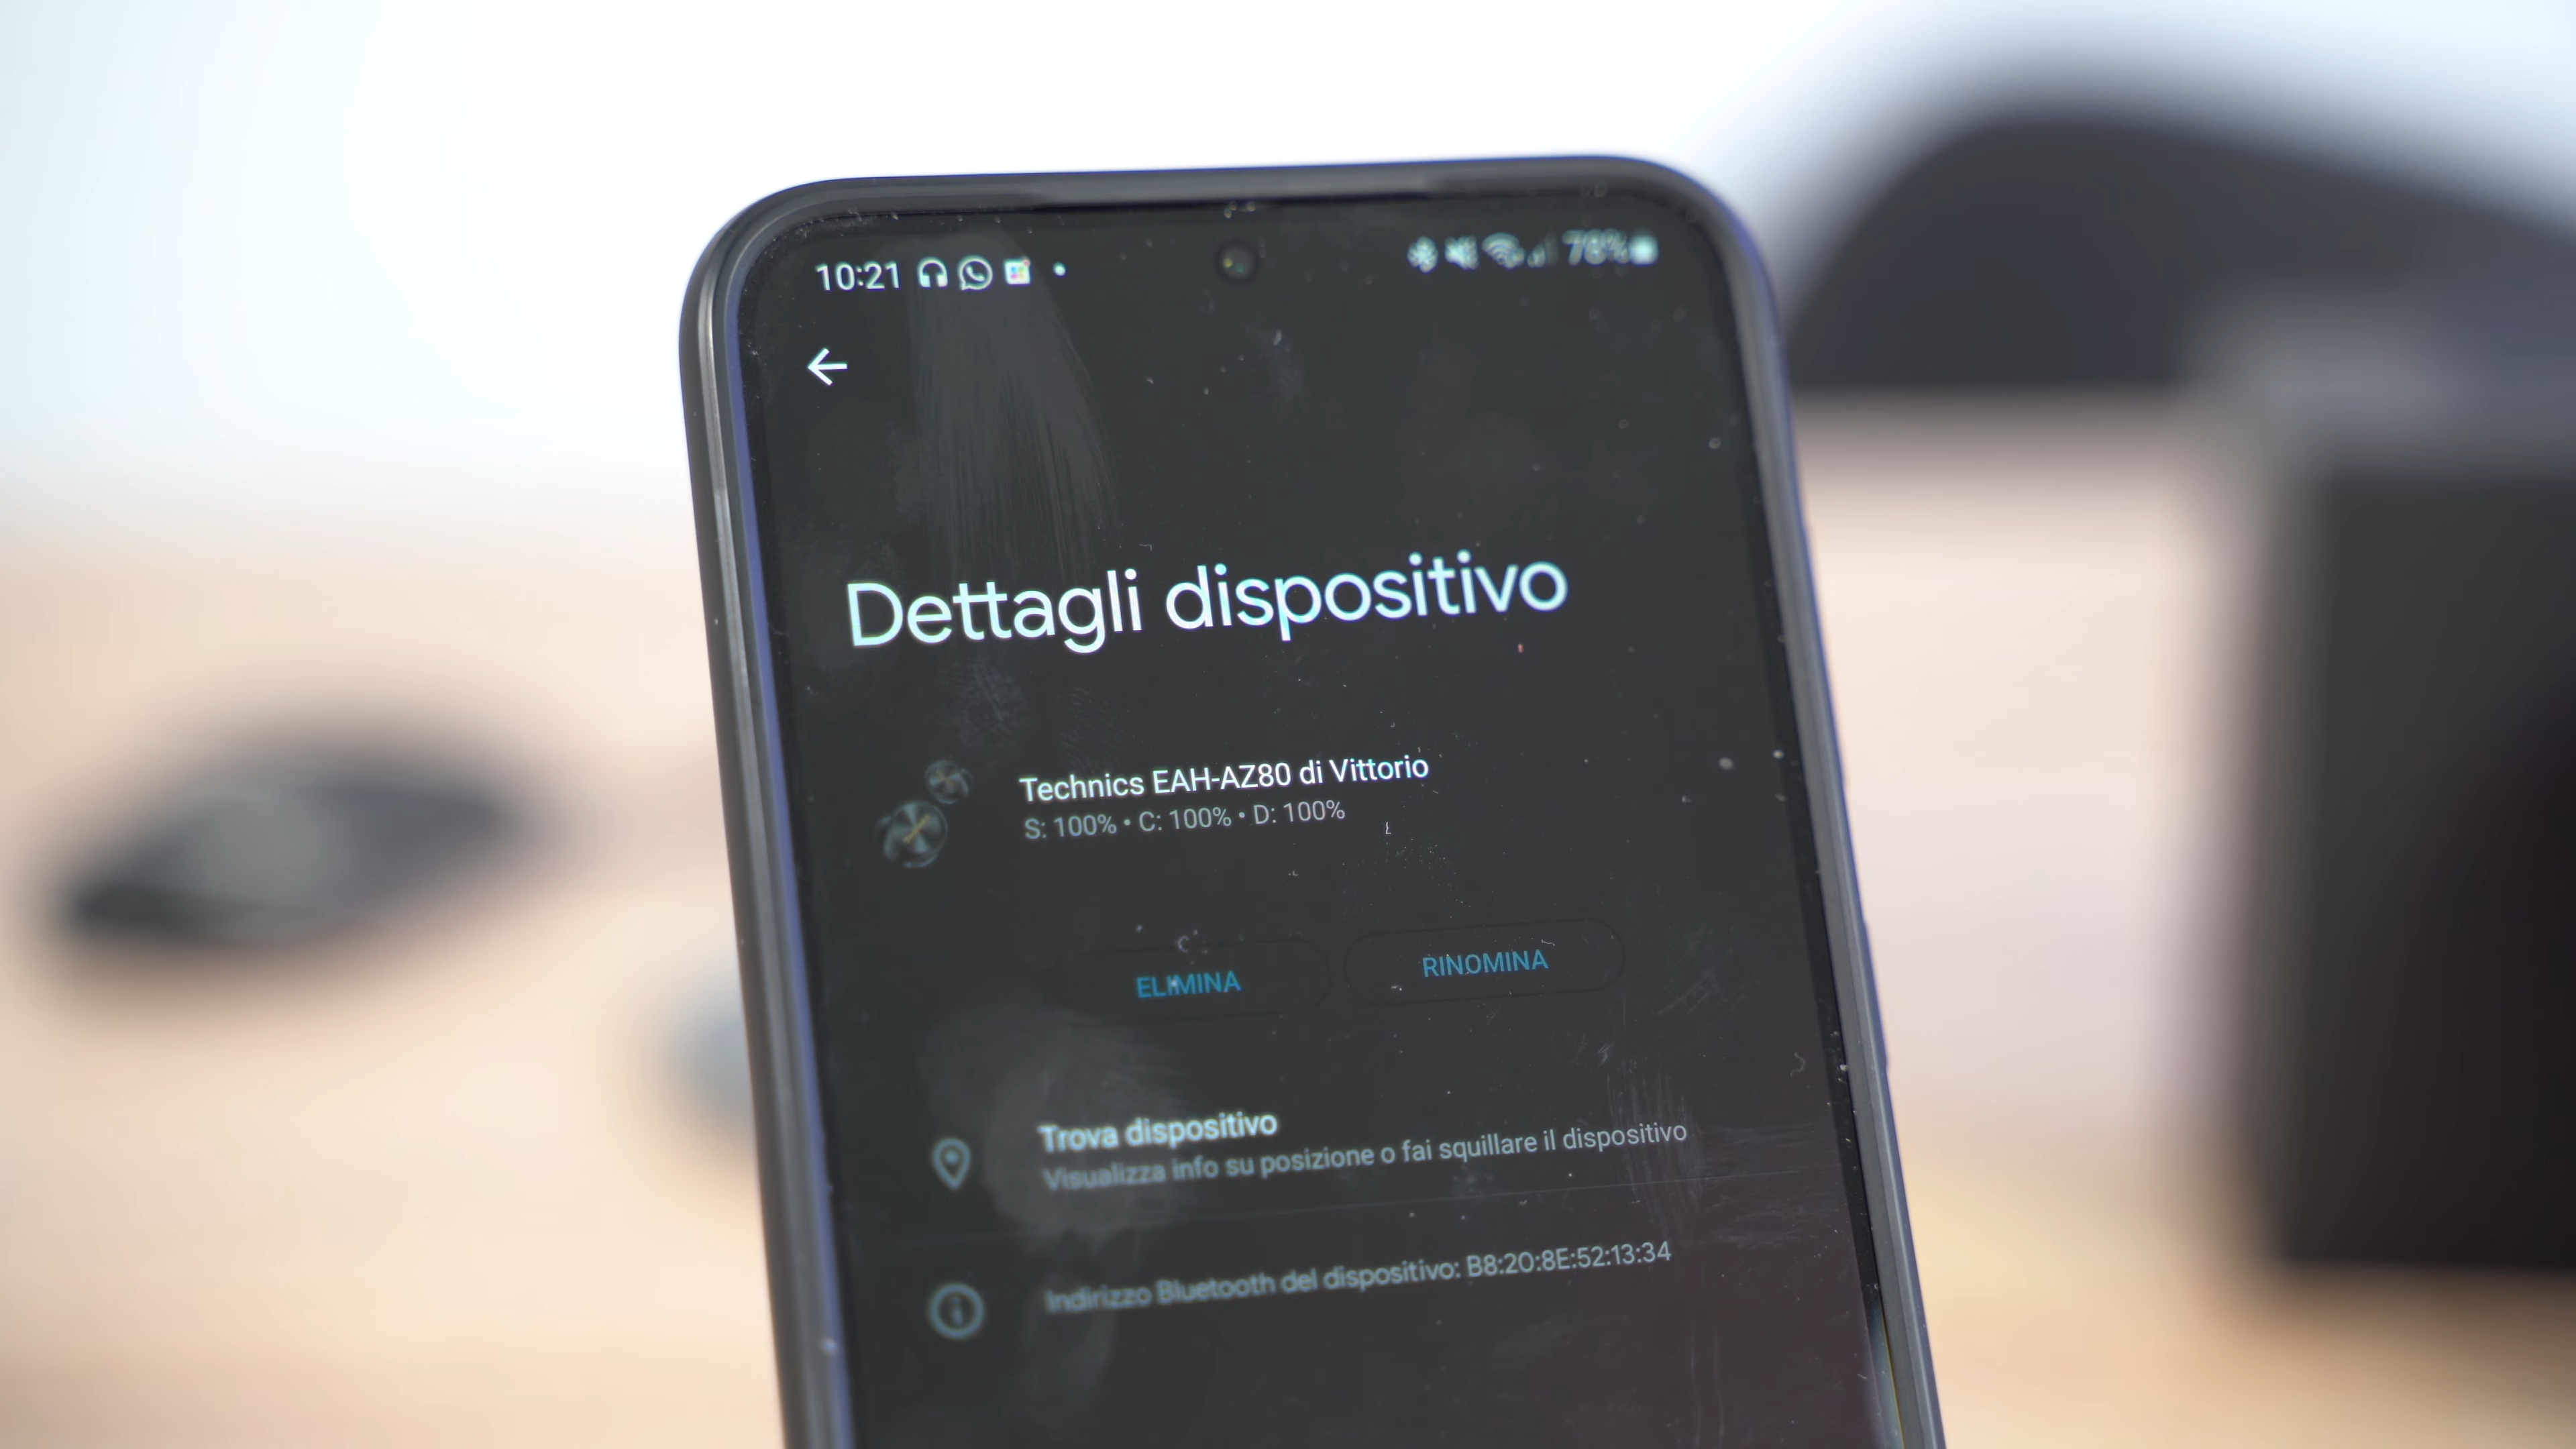 10:21
78%
Dettagli dispositivo
Technics EAH-AZ80 di Vittorio
S: 100% • C: 100% • D: 100%
ELIMINA
RINOMINA
Trova dispositivo
Visualizza info su posizione o fai squillare il dispositivo
Indirizzo Bluetooth del dispositivo: B8:20:8E:52:13:34